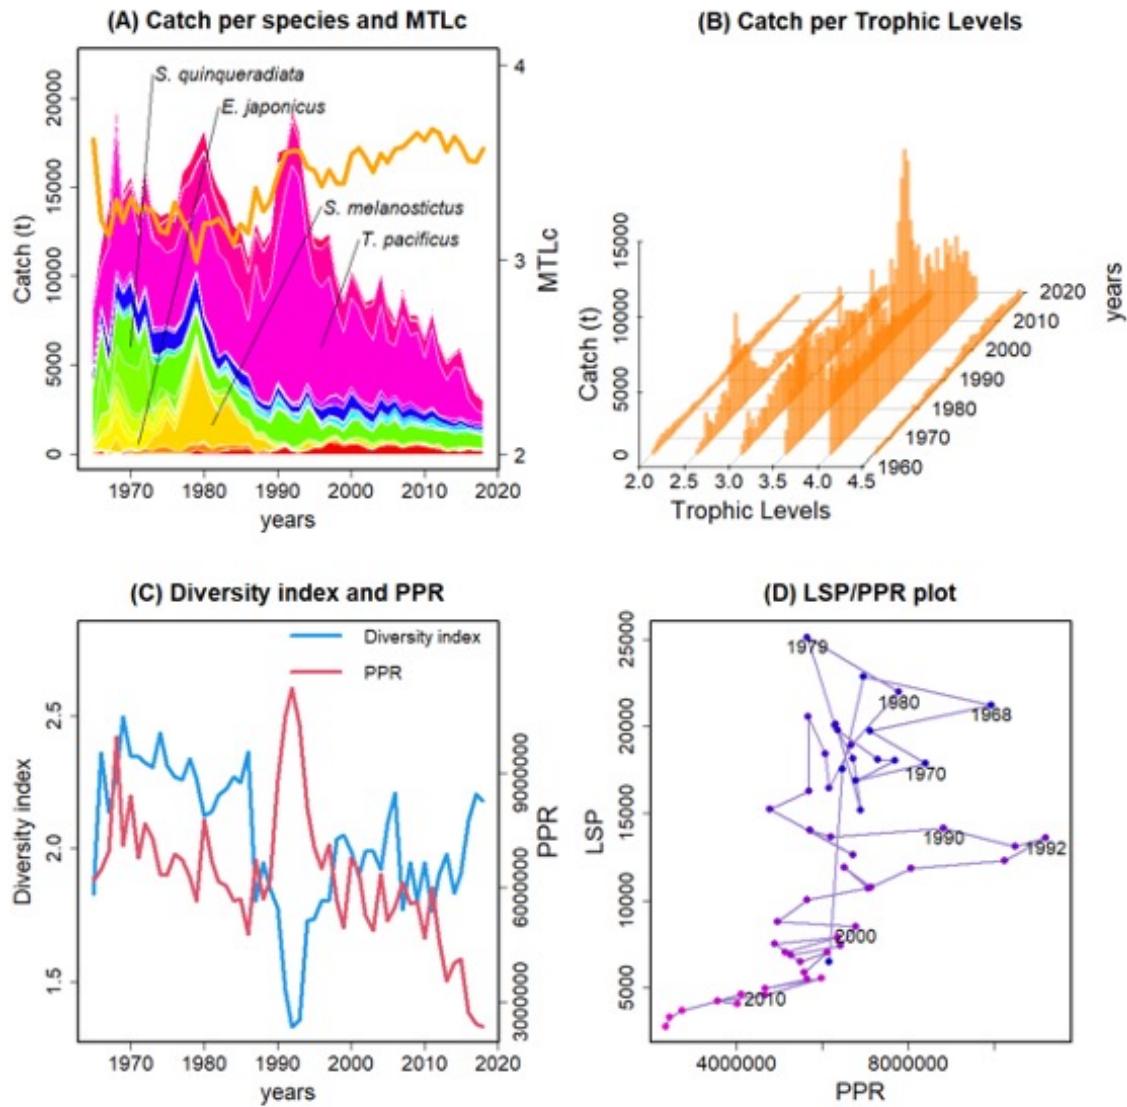 (A) Catch per species and MTLc
S. quinqueradiata
E. japonicus
S. melanostictus
T. pacificus
Catch (t)
0 5000 10000 15000 20000
MTLc
2 3 4
1970 1980 1990 2000 2010 2020
years
(B) Catch per Trophic Levels
Catch (t)
0 5000 10000 15000
2.0 2.5 3.0 3.5 4.0 4.5
Trophic Levels
1960 1970 1980 1990 2000 2010 2020
years
(C) Diversity index and PPR
Diversity index
PPR
Diversity index
1.5 2.0 2.5
PPR
30000000 60000000 90000000
1970 1980 1990 2000 2010 2020
years
(D) LSP/PPR plot
LSP
5000 10000 15000 20000 25000
1979
1980
1968
1970
1990
1992
2000
2010
40000000 80000000
PPR